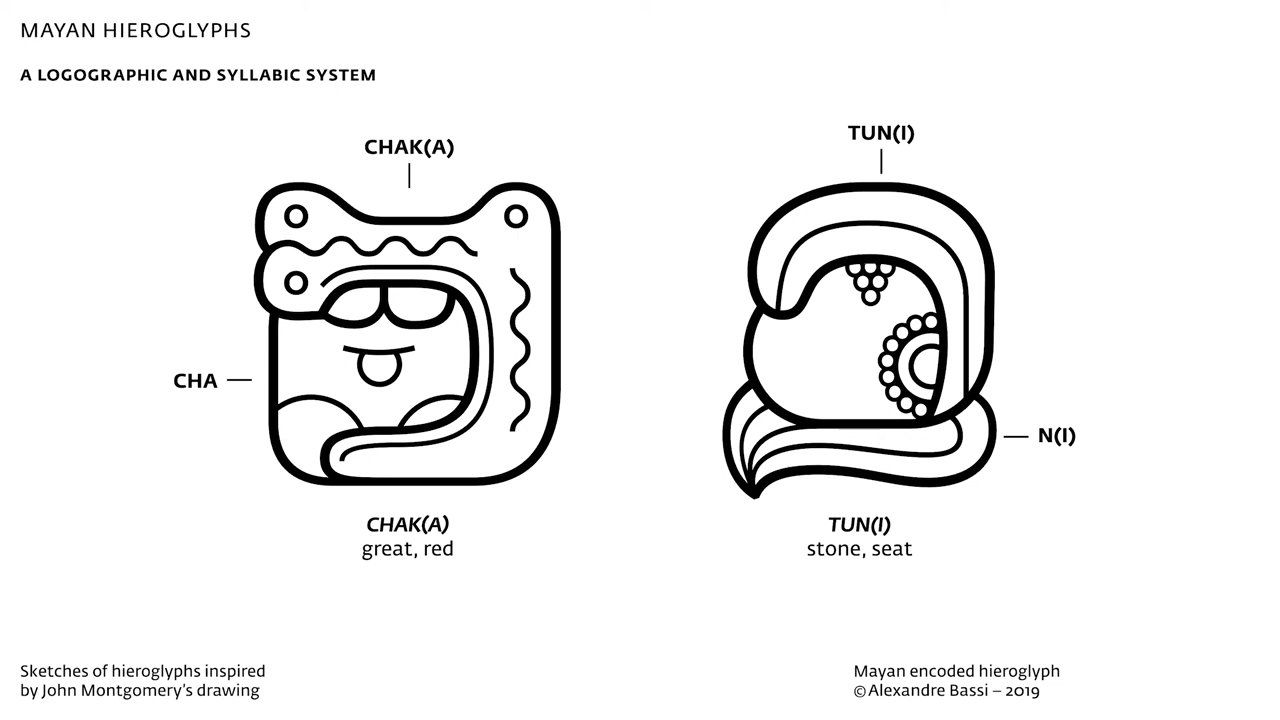 MAYAN HIEROGLYPHS
A LOGOGRAPHIC AND SYLLABIC SYSTEM
CHAK(A)
TUN(I)
CHA
N(I)
CHAK(A)
great, red
TUN(I)
stone, seat
Sketches of hieroglyphs inspired
by John Montgomery's drawing
Mayan encoded hieroglyph
© Alexandre Bassi – 2019